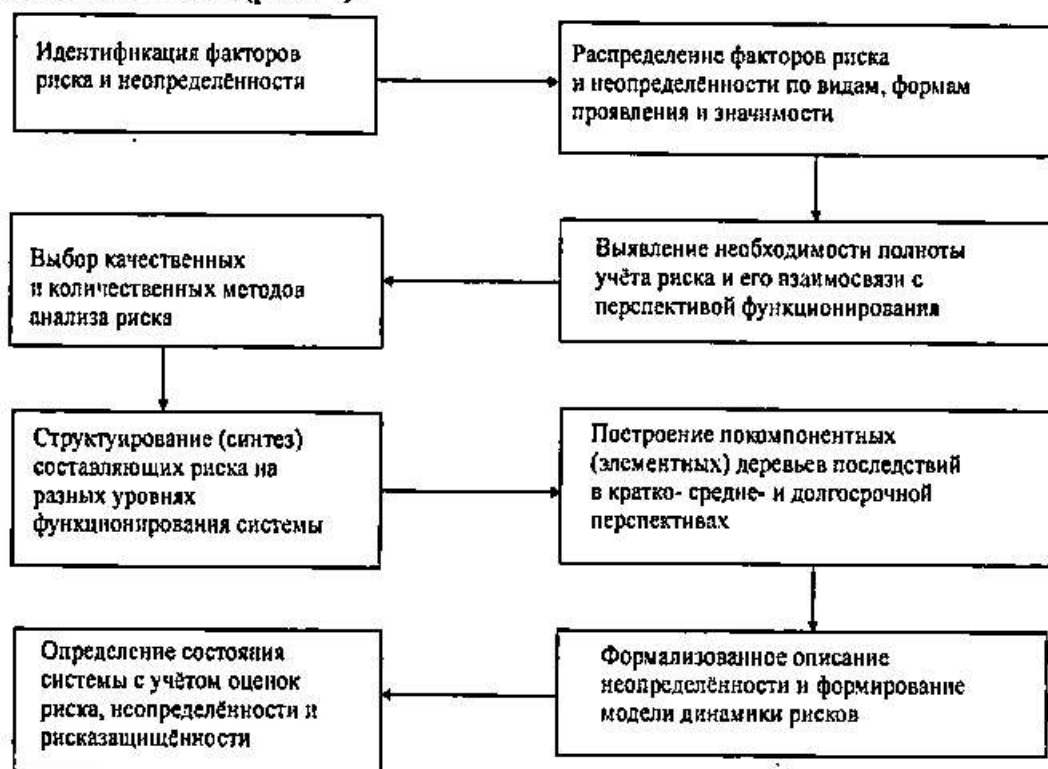 Идентификация факторов
риска и неопределённости
Распределение факторов риска
и неопределённости по видам, формам
проявления и значимости
Выявление необходимости полноты
учёта риска и его взаимосвязи с
перспективой функционирования
Выбор качественных
и количественных методов
анализа риска
Структуирование (синтез)
составляющих риска на
разных уровнях
функционирования системы
Построение покомпонентных
(элементных) деревьев последствий
в кратко- средне- и долгосрочной
перспективах
Формализованное описание
неопределённости и формирование
модели динамики рисков
Определение состояния
системы с учётом оценок
риска, неопределённости и
рисказащищённости